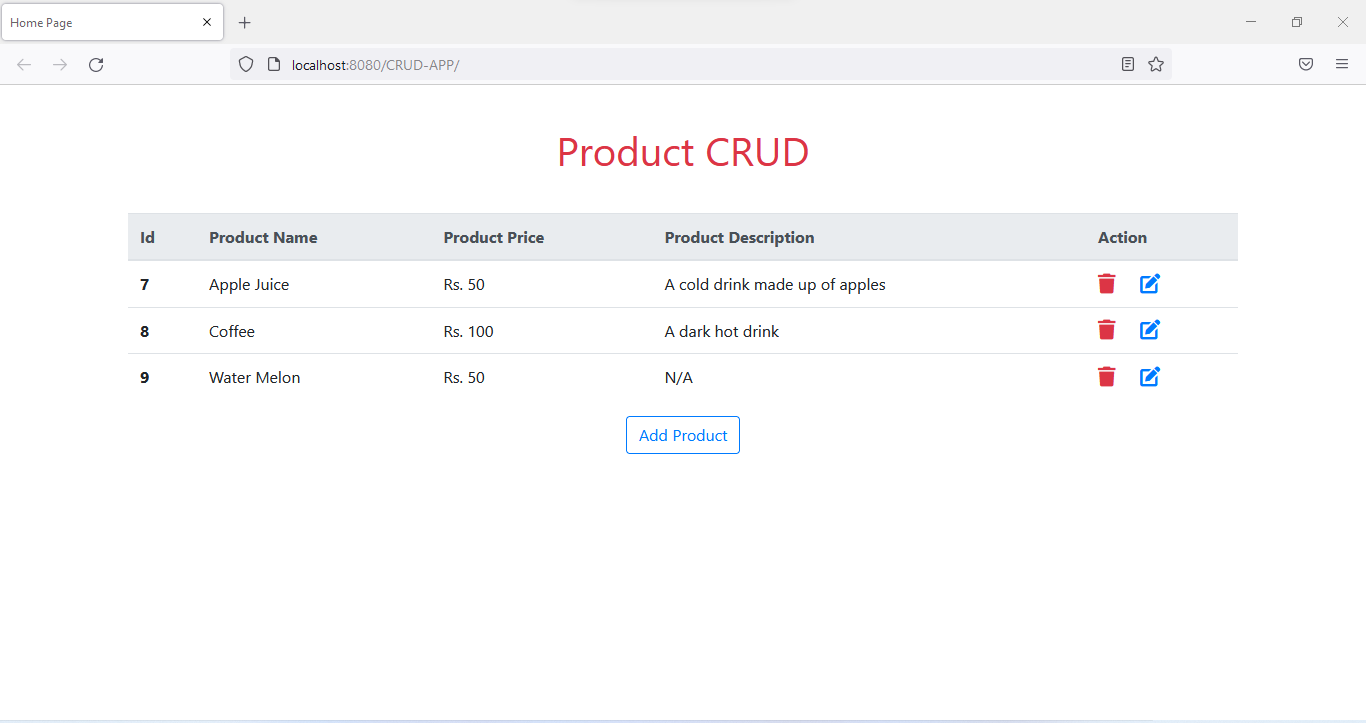 Home Page
localhost:8080/CRUD-APP/
Product CRUD
Id Product Name Product Price Product Description Action
7 Apple Juice Rs. 50 A cold drink made up of apples
8 Coffee Rs. 100 A dark hot drink
9 Water Melon Rs. 50 N/A
Add Product